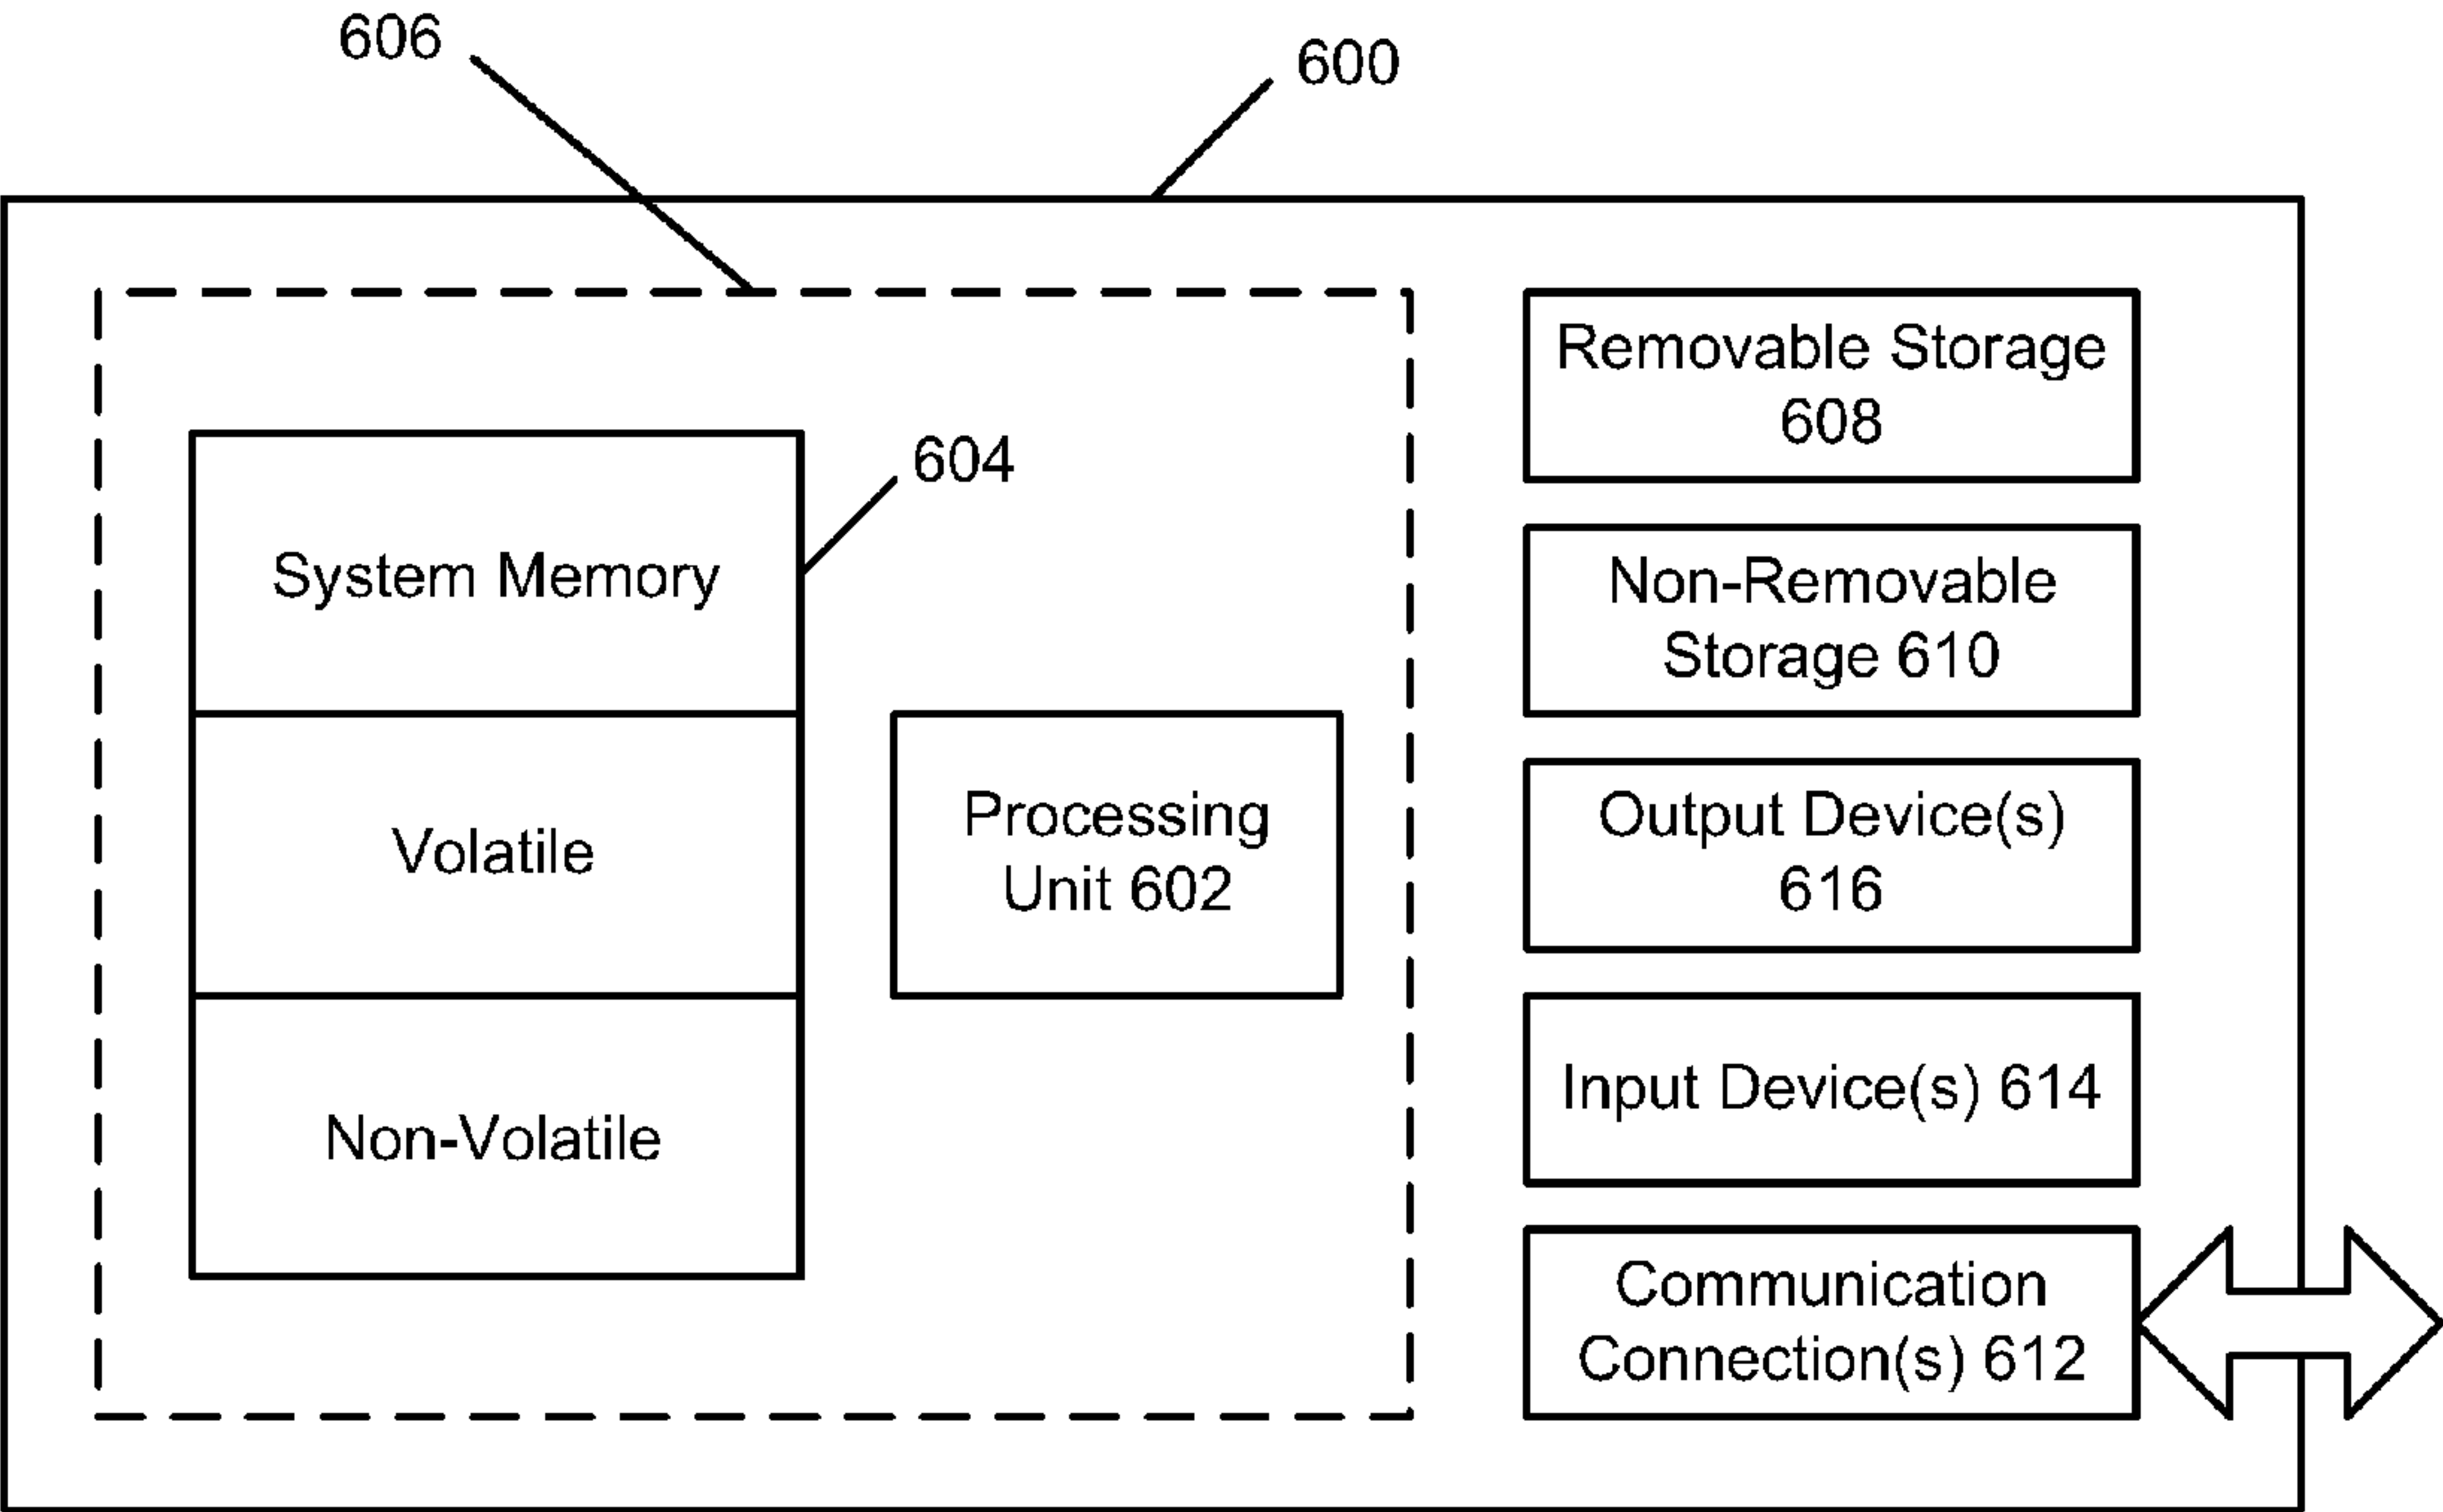 606
600
Removable Storage
608
604
System Memory
Non-Removable
Storage 610
Volatile
Processing
Unit 602
Output Device(s)
616
Non-Volatile
Input Device(s) 614
Communication
Connection(s) 612